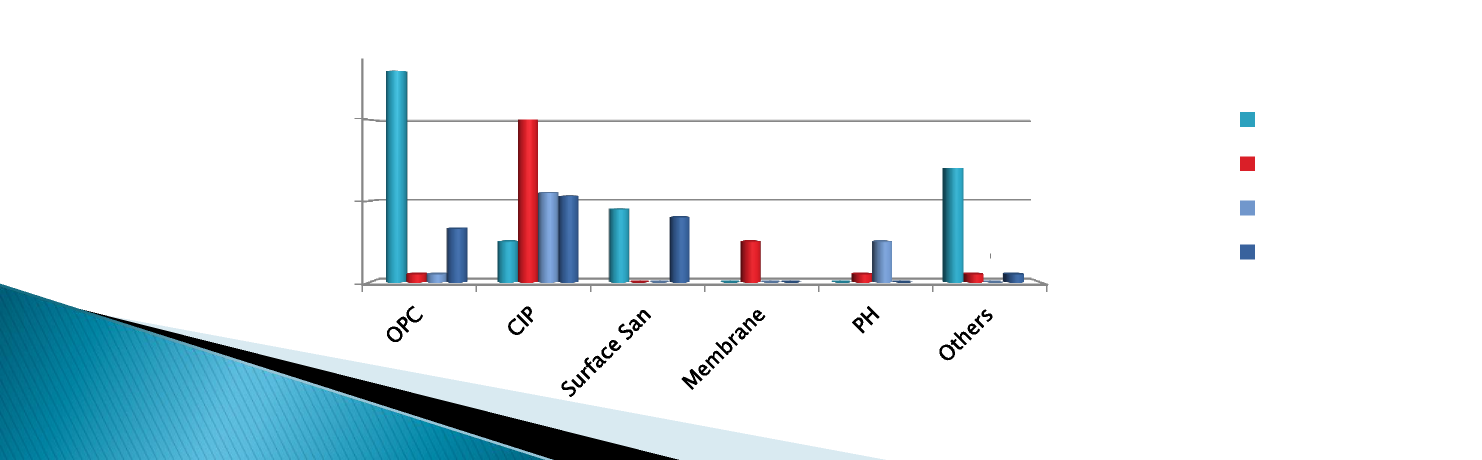 OPC
CIP
Surface San
Membrane
PH
Others